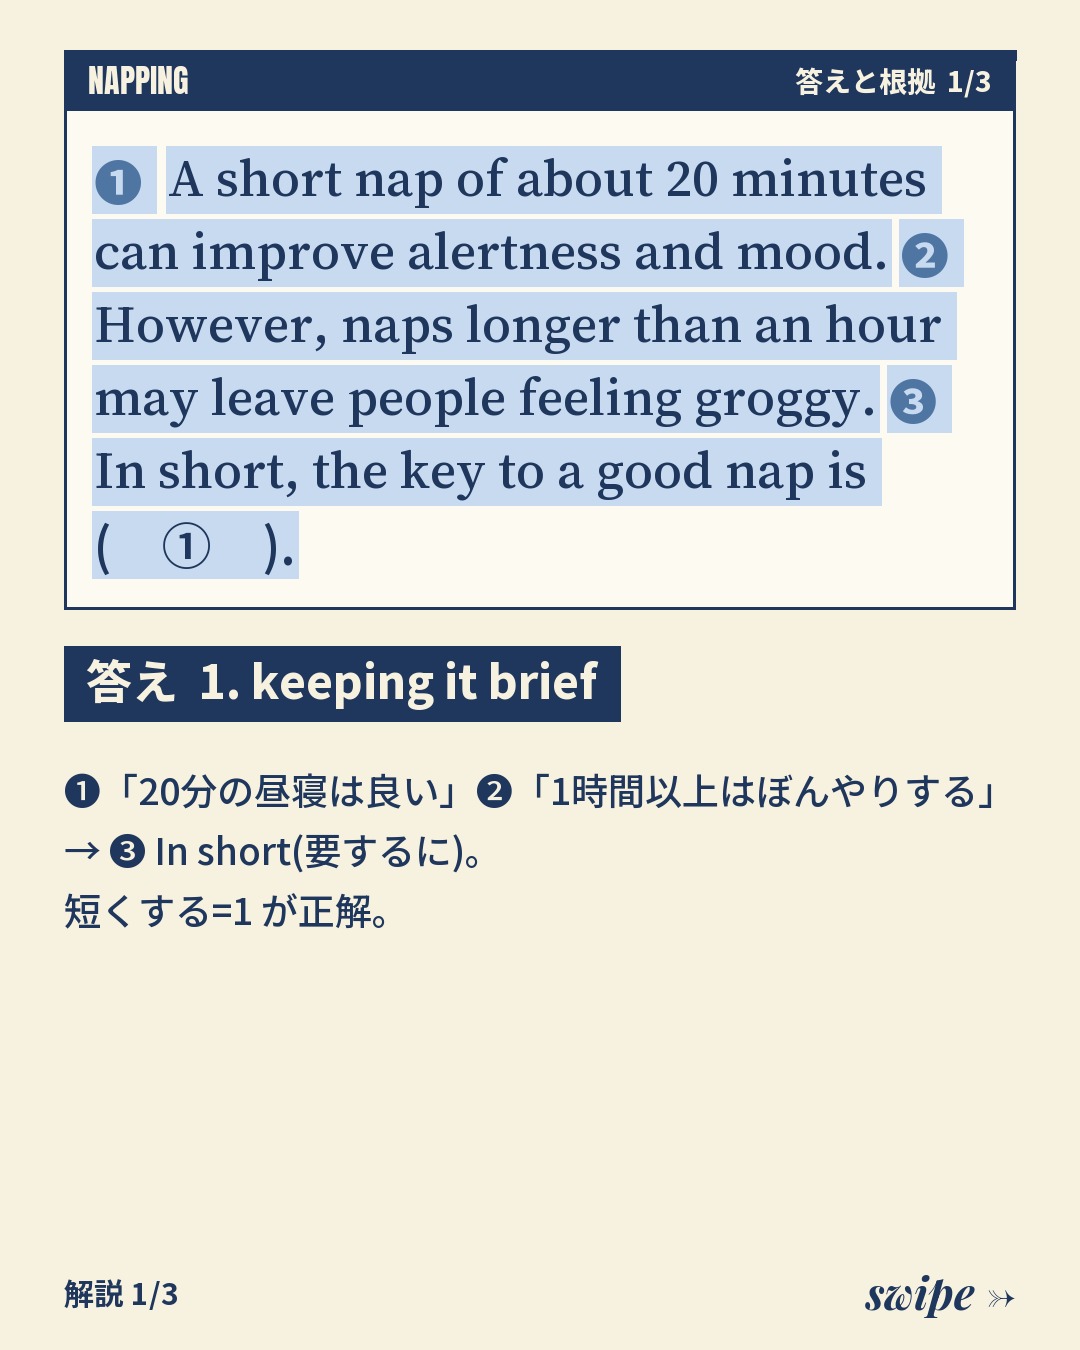 NAPPING
答えと根拠 1/3
❶ A short nap of about 20 minutes
can improve alertness and mood. ❷
However, naps longer than an hour
may leave people feeling groggy. ❸
In short, the key to a good nap is
( ① ).
答え 1. keeping it brief
❶「20分の昼寝は良い」❷「1時間以上はぼんやりする」
→ ❸ In short(要するに)。
短くする=1 が正解。
解説 1/3
swipe